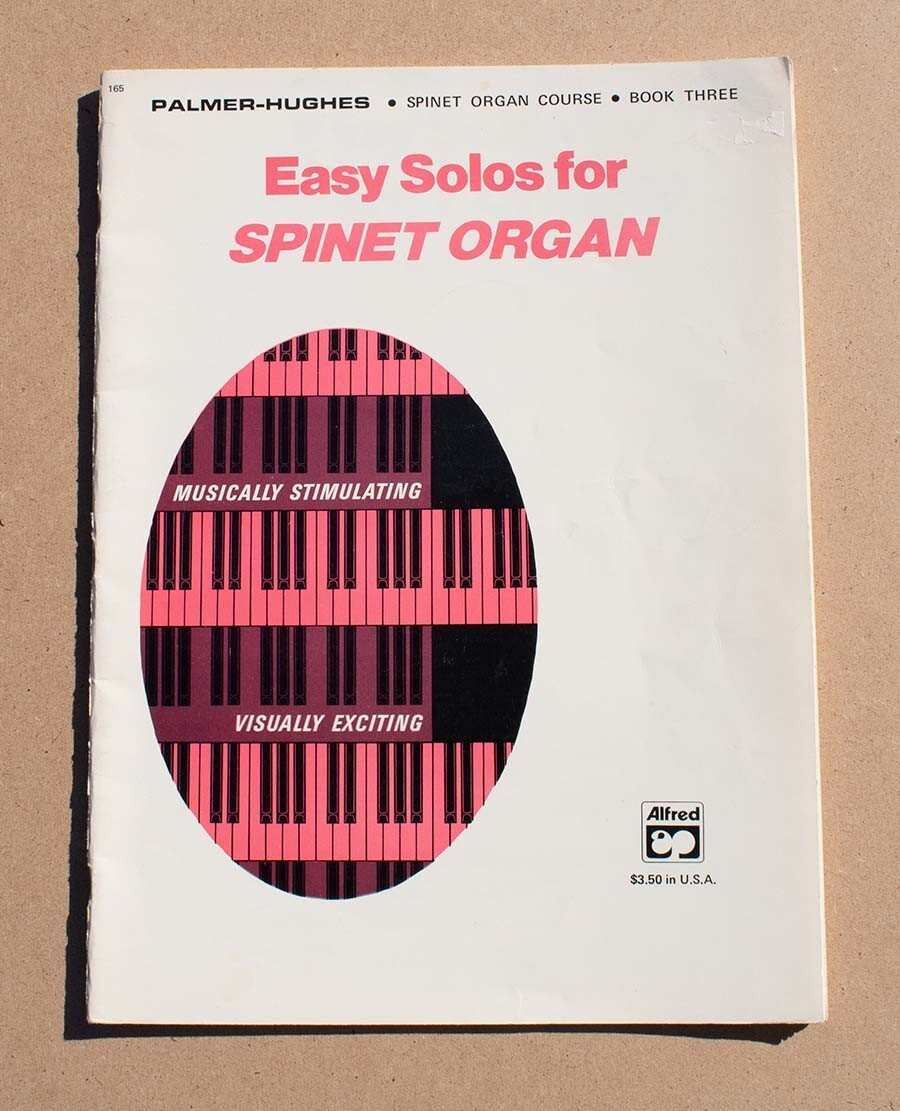 165
PALMER-HUGHES • SPINET ORGAN COURSE • BOOK THREE
Easy Solos for
SPINET ORGAN
MUSICALLY STIMULATING
VISUALLY EXCITING
Alfred
$3.50 in U.S.A.